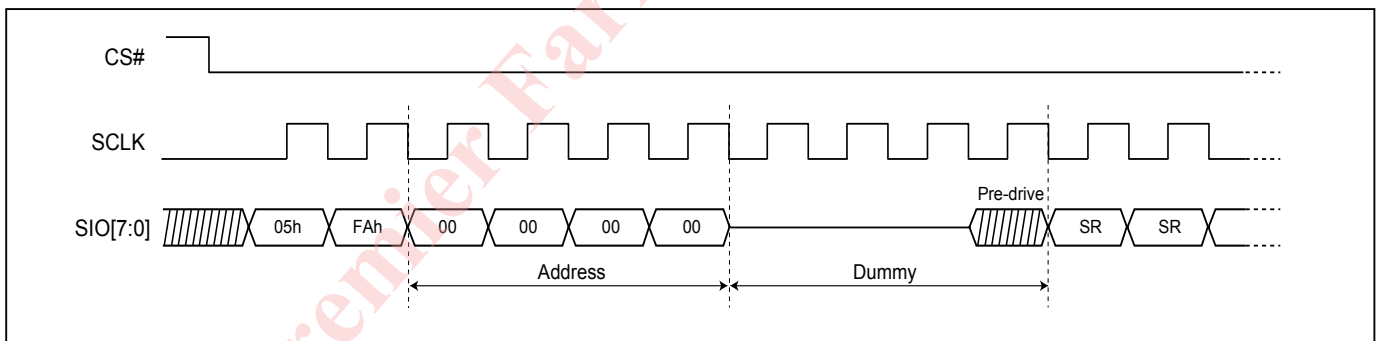 CS#
SCLK
Pre-drive
SIO[7:0] 05h FAh 00 00 00 00 SR SR
Address Dummy